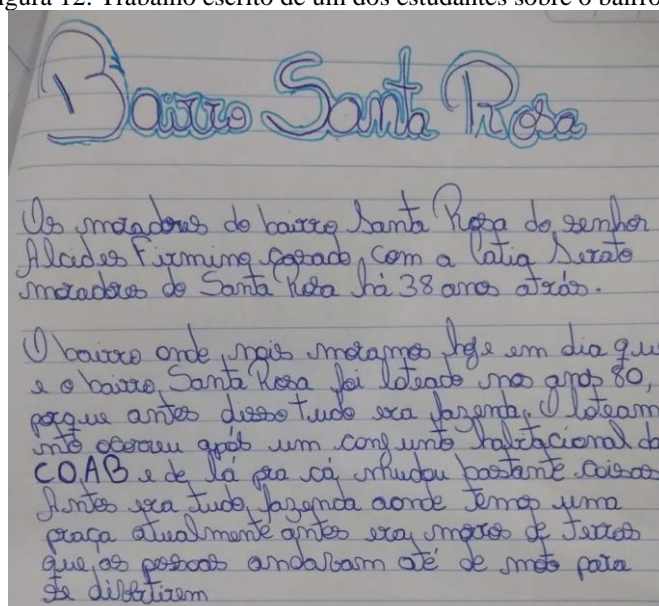 Figura 12: Trabalho escrito de um dos estudantes sobre o bairro
Bairro Santa Rosa
Os moradores do bairro Santa Rosa do senhor
Alcides Firmino casado com a Catia
moradores do Santa Rosa há 38 anos atrás.
O bairro onde nois moramos hoje em dia que
e o bairro Santa Rosa foi loteado nos anos 80,
porque antes disso tudo era fazenda. O loteam
nto ocorreu após um conjunto habitacional da
COAB e de lá pra cá mudou bastante coisas
Antes era tudo fazenda aonde temos uma
praça atualmente antes era moros de terras
que as pessoas andavam até de moto para
se divertirem